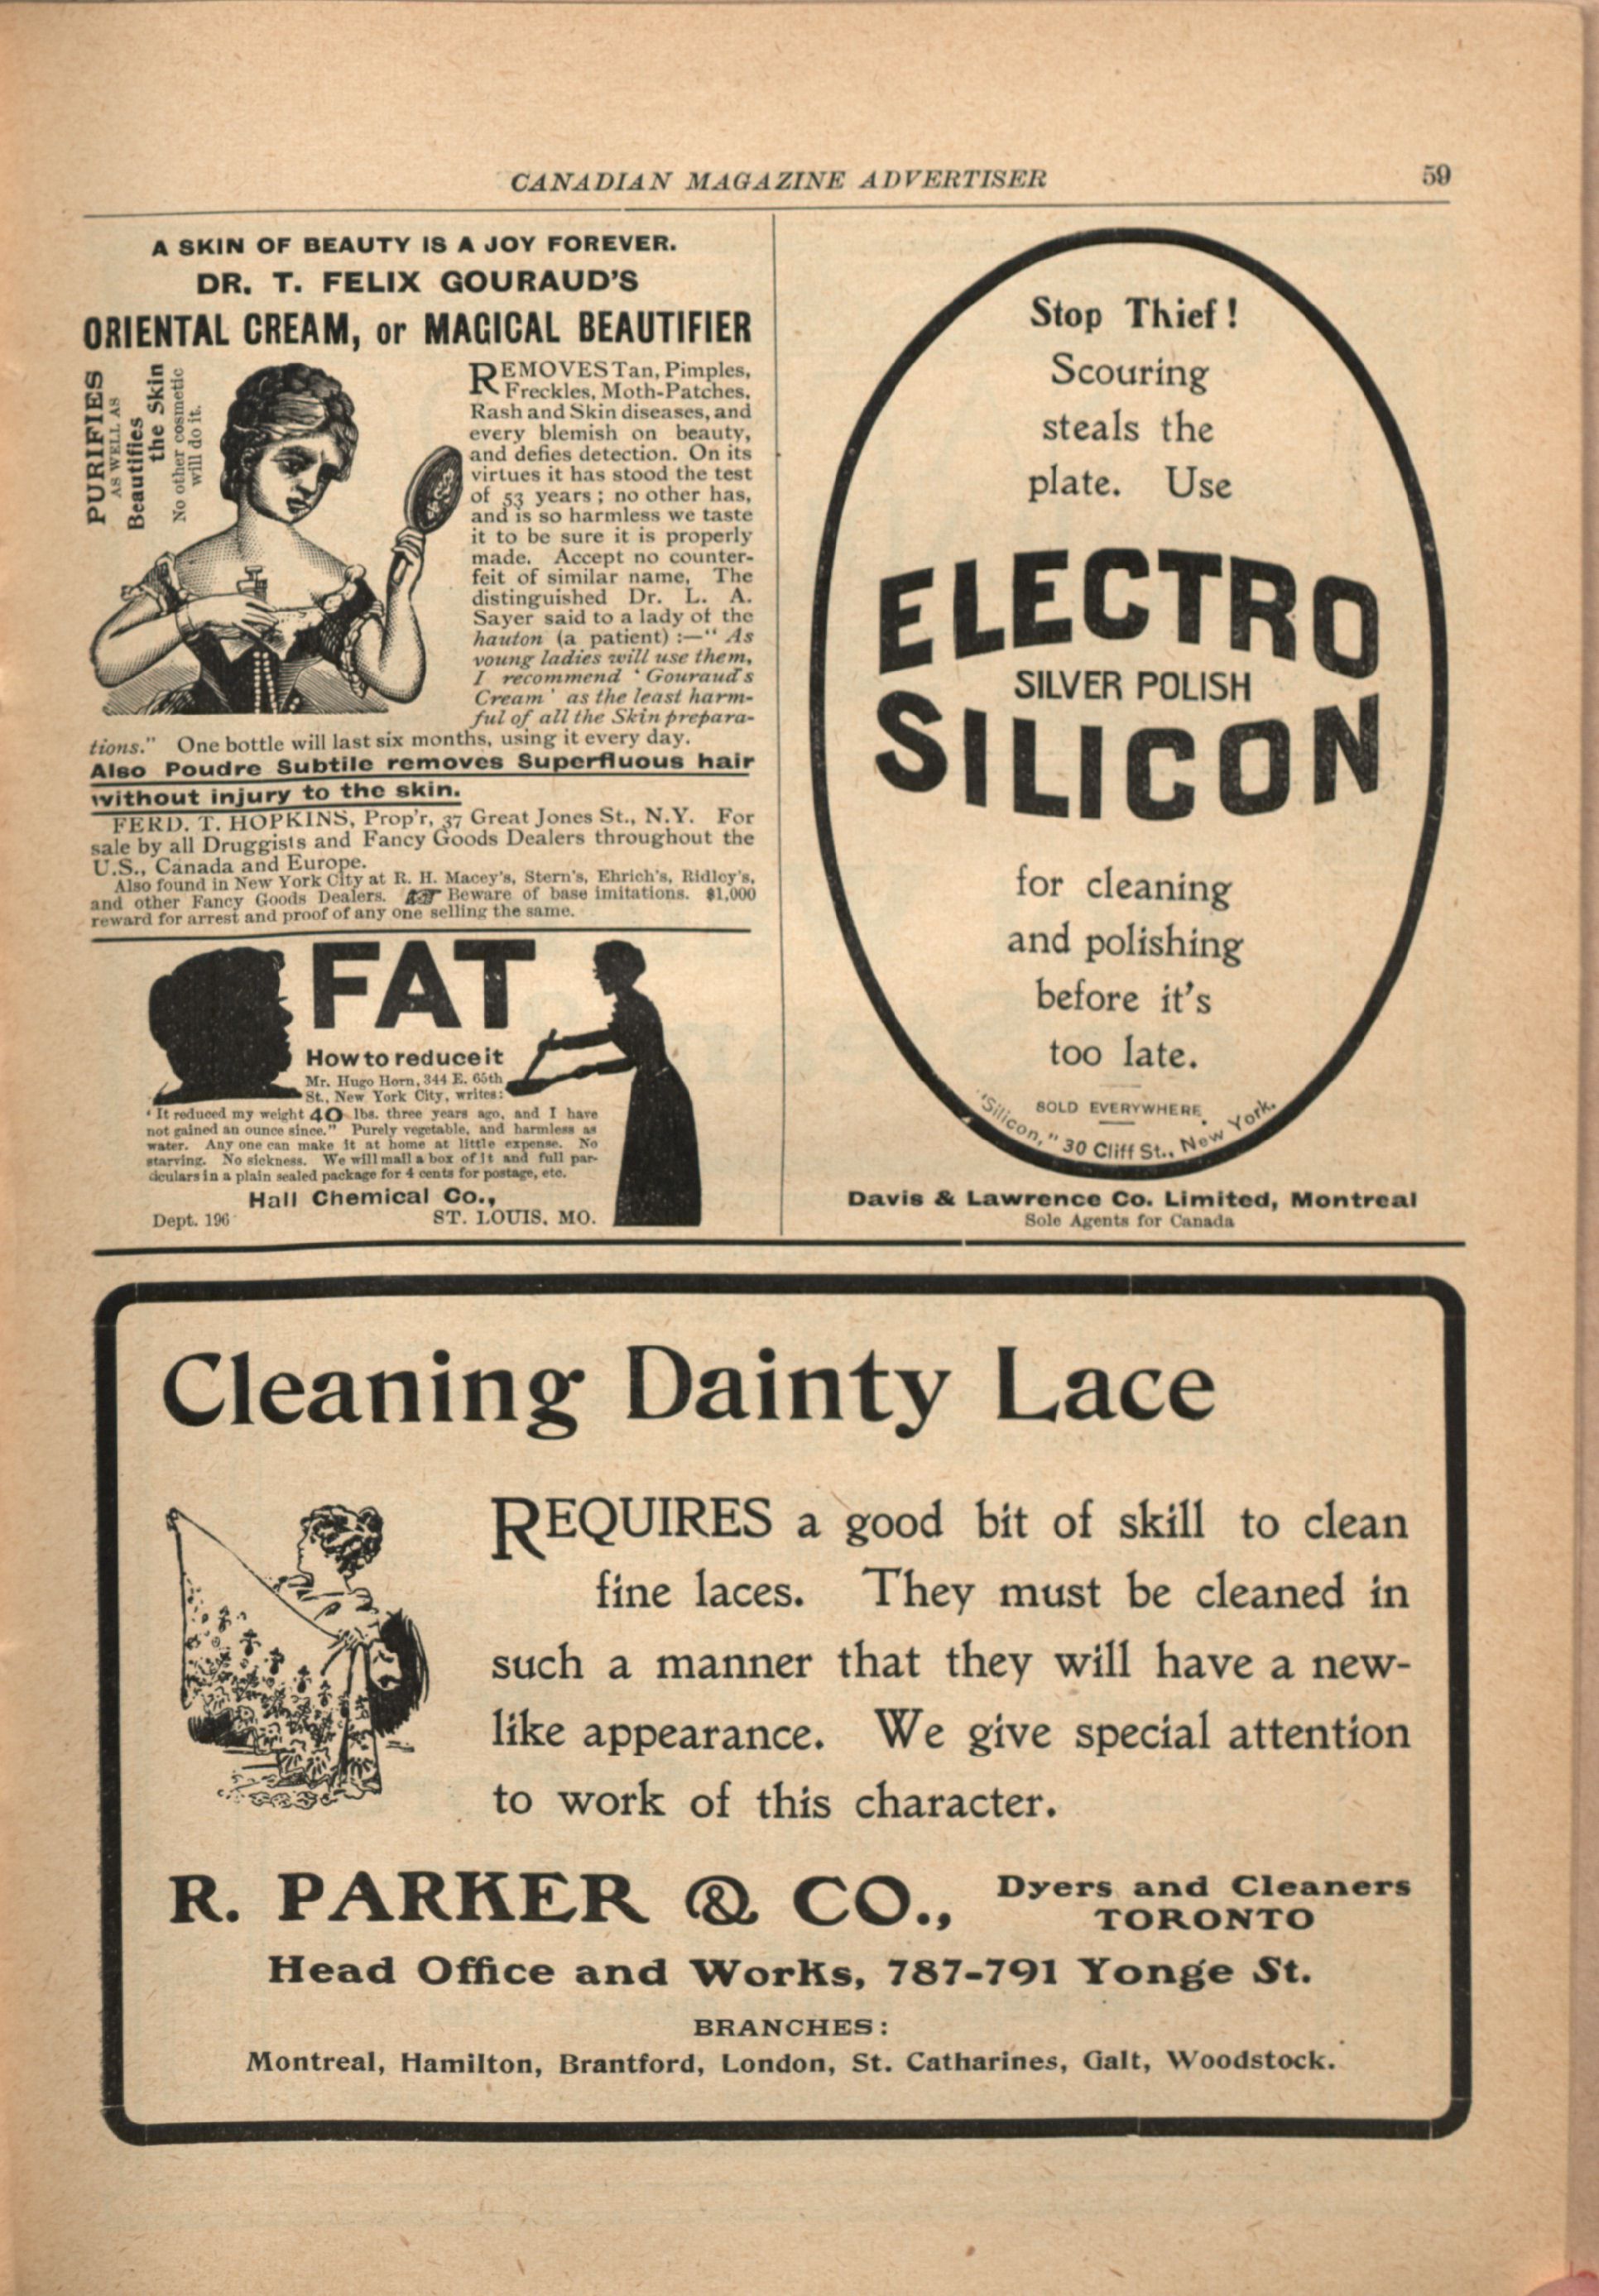 CANADIAN MAGAZINE ADVERTISER
59
A SKIN OF BEAUTY IS A JOY FOREVER.
DR. T. FELIX GOURAUD'S
ORIENTAL CREAM, or MAGICAL BEAUTIFIER
PURIFIES
AS WELL AS
Beautifies
the Skin
No other cosmetic
will do it.
REMOVES Tan, Pimples,
Freckles, Moth-Patches,
Rash and Skin diseases, and
every blemish on beauty,
and defies detection. On its
virtues it has stood the test
of 53 years; no other has,
and is so harmless we taste
it to be sure it is properly
made. Accept no counter-
feit of similar name. The
distinguished Dr. L. A.
Sayer said to a lady of the
hauton (a patient) :—"As
young ladies will use them,
I recommend 'Gouraud's
Cream' as the least harm-
ful of all the Skin prepara-
tions." One bottle will last six months, using it every day.
Also Poudre Subtile removes Superfluous hair
without injury to the skin.
FERD. T. HOPKINS, Prop'r, 37 Great Jones St., N.Y. For
sale by all Druggists and Fancy Goods Dealers throughout the
U.S., Canada and Europe.
Also found in New York City at R. H. Macey's, Stern's, Ehrich's, Ridley's,
and other Fancy Goods Dealers. Beware of base imitations. $1,000
reward for arrest and proof of any one selling the same.
FAT
How to reduce it
Mr. Hugo Horn, 344 E. 65th
St., New York City, writes:
"It reduced my weight 40 lbs. three years ago, and I have
not gained an ounce since." Purely vegetable, and harmless as
water. Any one can make it at home at little expense. No
starving. No sickness. We will mail a box of it and full par-
ticulars in a plain sealed package for 4 cents for postage, etc.
Hall Chemical Co.,
Dept. 196 ST. LOUIS, MO.
Stop Thief!
Scouring
steals the
plate. Use
ELECTRO
SILVER POLISH
SILICON
for cleaning
and polishing
before it's
too late.
SOLD EVERYWHERE.
"Silicon," 30 Cliff St., New York.
Davis & Lawrence Co. Limited, Montreal
Sole Agents for Canada
Cleaning Dainty Lace
REQUIRES a good bit of skill to clean
fine laces. They must be cleaned in
such a manner that they will have a new-
like appearance. We give special attention
to work of this character.
R. PARKER & CO., Dyers and Cleaners
TORONTO
Head Office and Works, 787-791 Yonge St.
BRANCHES:
Montreal, Hamilton, Brantford, London, St. Catharines, Galt, Woodstock.